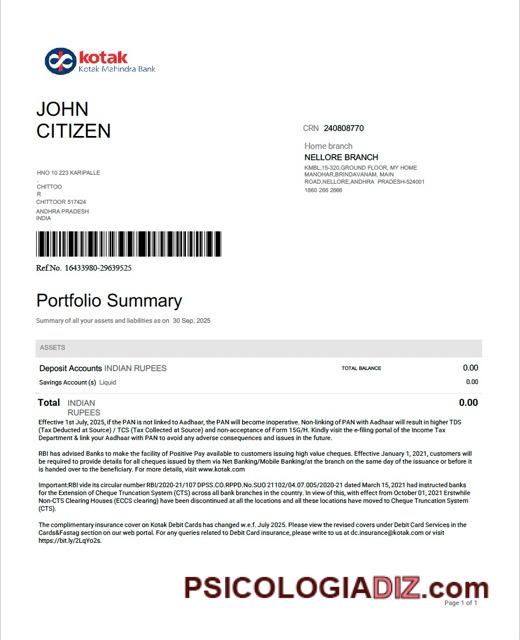 kotak
Kotak Mahindra Bank
JOHN
CITIZEN
CRN 240808770
Home branch
NELLORE BRANCH
KMBL,15-320,GROUND FLOOR, MY HOME
MANOHAR,BRINDAVANAM, MAIN
ROAD,NELLORE,ANDHRA PRADESH-524001
1860 266 2666
HNO 10 223 KARIPALLE
.
CHITTOO
R
CHITTOOR 517424
ANDHRA PRADESH
INDIA
Ref.No. 16433980-29639525
Portfolio Summary
Summary of all your assets and liabilities as on 30 Sep, 2025
ASSETS
Deposit Accounts INDIAN RUPEES TOTAL BALANCE 0.00
Savings Account (s) Liquid 0.00
Total INDIAN RUPEES 0.00
Effective 1st July, 2025, if the PAN is not linked to Aadhaar, the PAN will become inoperative. Non-linking of PAN with Aadhaar will result in higher TDS
(Tax Deducted at Source) / TCS (Tax Collected at Source) and non-acceptance of Form 15G/H. Kindly visit the e-filing portal of the Income Tax
Department & link your Aadhaar with PAN to avoid any adverse consequences and issues in the future.
RBI has advised Banks to make the facility of Positive Pay available to customers issuing high value cheques. Effective January 1, 2021, customers will be
required to provide details for all cheques issued by them via Net Banking/Mobile Banking/at the branch on the same day of the issuance or before it
is handed over to the beneficiary. For more details, visit www.kotak.com
Important:RBI vide its circular number RBI/2020-21/107 DPSS.CO.RPPD.No.SUO 21102/04.07.005/2020-21 dated March 15, 2021 had instructed banks
for the Extension of Cheque Truncation System (CTS) across all bank branches in the country. In view of this, with effect from October 01, 2021 Erstwhile
Non-CTS Clearing Houses (ECCS clearing) have been discontinued at all the locations and all these locations have moved to Cheque Truncation System
(CTS).
The complimentary insurance cover on Kotak Debit Cards has changed w.e.f. July 2025. Please view the revised covers under Debit Card Services in the
Cards&Fastag section on our web portal. For any queries related to Debit Card insurance, please write to us at dc.insurance@kotak.com or visit
https://bit.ly/2LqYo2s.
PSICOLOGIADIZ.com
Page 1 of 1